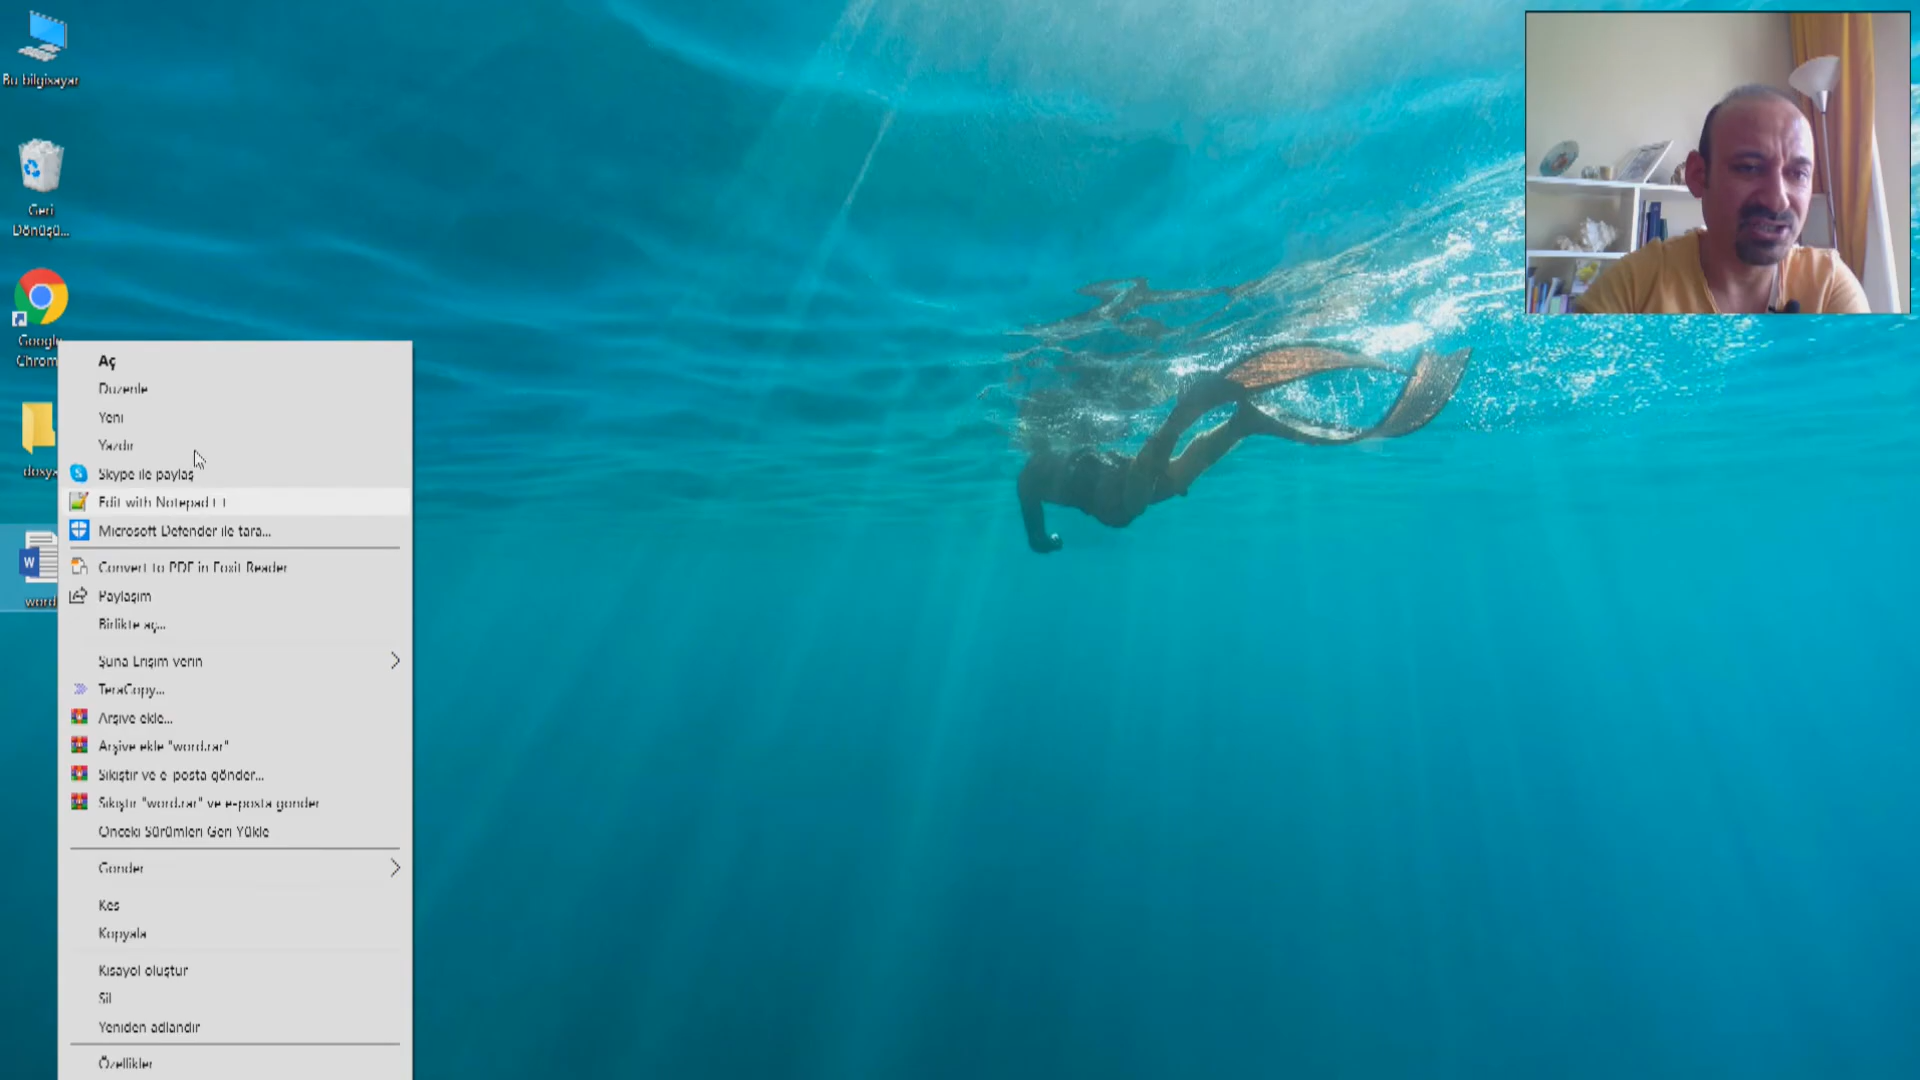 Bu bilgisayar
Geri
Dönüşü...
Google
Chrom
dosya
word
Aç
Düzenle
Yeni
Yazdır
Skype ile paylaş
Edit with Notepad++
Microsoft Defender ile tara...
Convert to PDF in Foxit Reader
Paylaşım
Birlikte aç...
Şuna Erişim verin
TeraCopy...
Arşive ekle...
Arşive ekle "word.rar"
Sıkıştır ve e-posta gönder...
Sıkıştır "word.rar" ve e-posta gönder
Önceki Sürümleri Geri Yükle
Gönder
Kes
Kopyala
Kısayol oluştur
Sil
Yeniden adlandır
Özellikler